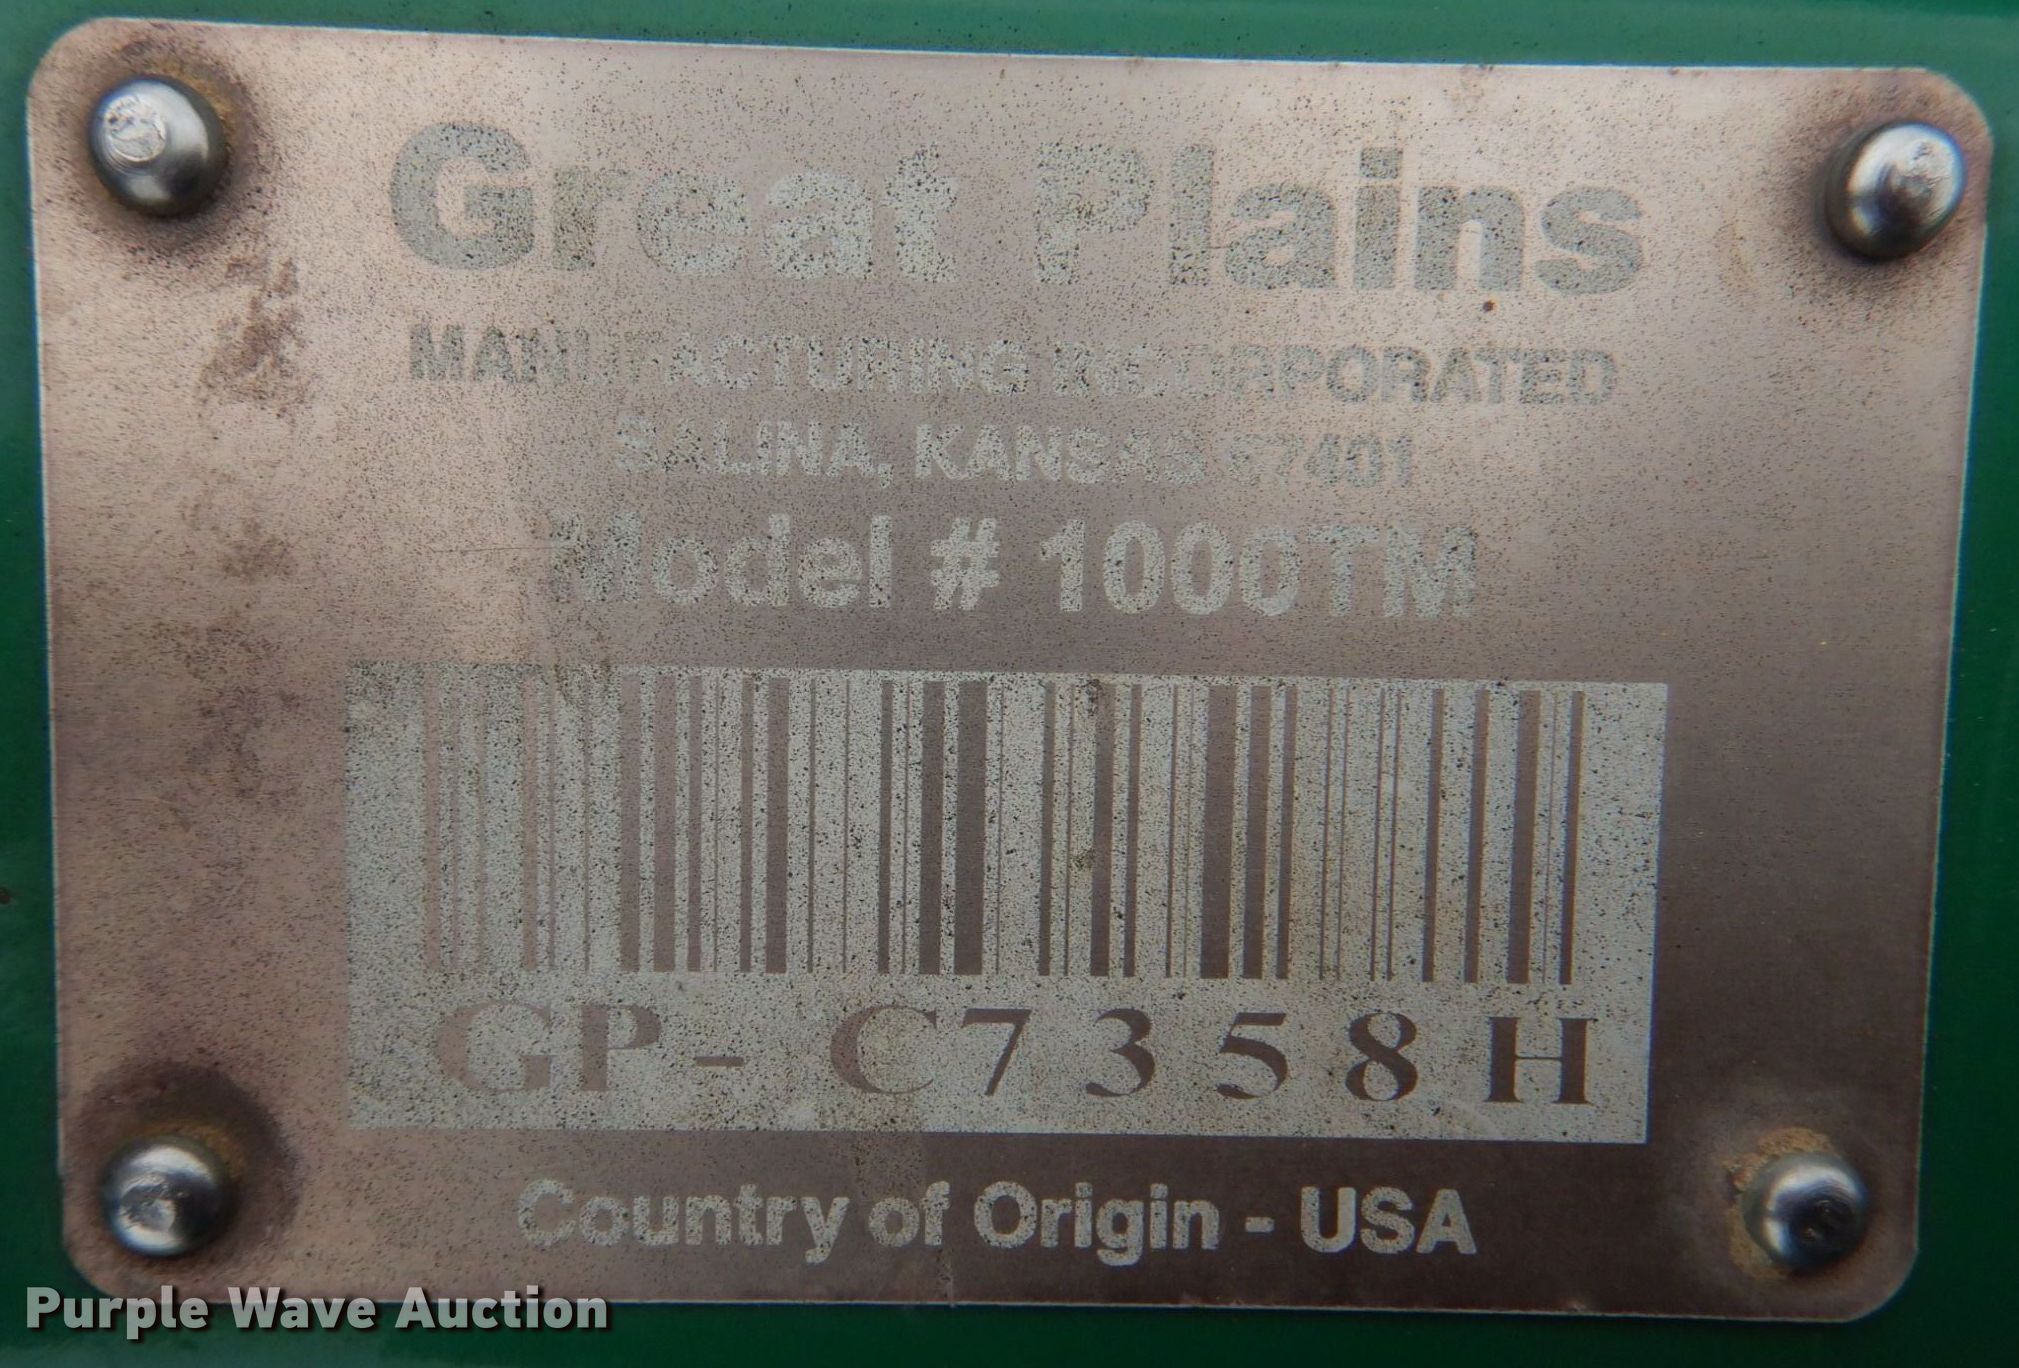 Great Plains
MANUFACTURING INCORPORATED
SALINA, KANSAS 67401
Model # 1000TM
GP- C7358H
Country of Origin - USA
Purple Wave Auction